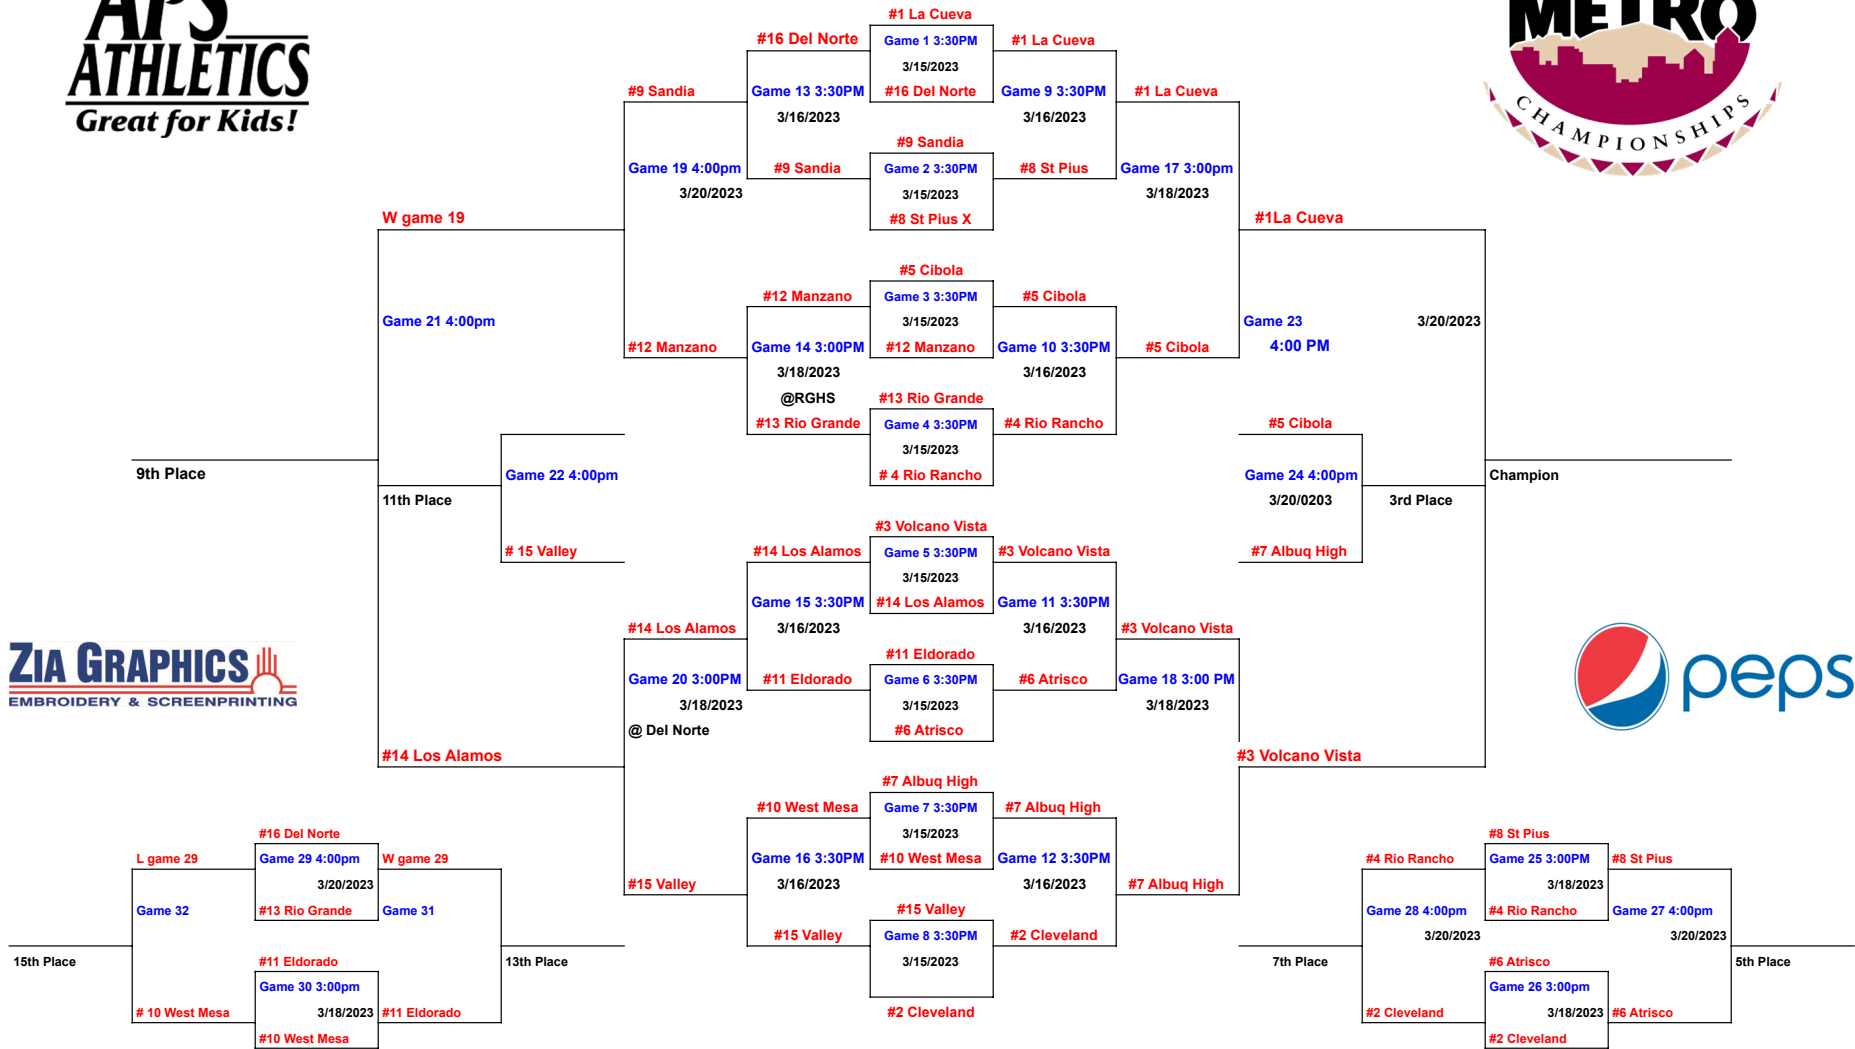 APS
ATHLETICS
Great for Kids!
METRO
CHAMPIONSHIPS
#1 La Cueva
#16 Del Norte
Game 1 3:30PM
#1 La Cueva
3/15/2023
#9 Sandia
Game 13 3:30PM
#16 Del Norte
Game 9 3:30PM
#1 La Cueva
3/16/2023
3/16/2023
#9 Sandia
Game 19 4:00pm
#9 Sandia
Game 2 3:30PM
#8 St Pius
Game 17 3:00pm
3/20/2023
3/15/2023
3/18/2023
W game 19
#8 St Pius X
#1La Cueva
#5 Cibola
#12 Manzano
Game 3 3:30PM
#5 Cibola
Game 21 4:00pm
3/15/2023
Game 23
3/20/2023
#12 Manzano
Game 14 3:00PM
#12 Manzano
Game 10 3:30PM
#5 Cibola
4:00 PM
3/18/2023
3/16/2023
@RGHS
#13 Rio Grande
#13 Rio Grande
Game 4 3:30PM
#4 Rio Rancho
#5 Cibola
3/15/2023
9th Place
Game 22 4:00pm
# 4 Rio Rancho
Game 24 4:00pm
Champion
11th Place
3/20/0203
3rd Place
#3 Volcano Vista
# 15 Valley
#14 Los Alamos
Game 5 3:30PM
#3 Volcano Vista
#7 Albuq High
3/15/2023
Game 15 3:30PM
#14 Los Alamos
Game 11 3:30PM
#14 Los Alamos
3/16/2023
3/16/2023
#3 Volcano Vista
#11 Eldorado
Game 20 3:00PM
#11 Eldorado
Game 6 3:30PM
#6 Atrisco
Game 18 3:00 PM
3/18/2023
3/15/2023
3/18/2023
@ Del Norte
#6 Atrisco
ZIA GRAPHICS
EMBROIDERY & SCREENPRINTING
peps
#14 Los Alamos
#3 Volcano Vista
#7 Albuq High
#10 West Mesa
Game 7 3:30PM
#7 Albuq High
3/15/2023
Game 16 3:30PM
#10 West Mesa
Game 12 3:30PM
#15 Valley
3/16/2023
3/16/2023
#7 Albuq High
#15 Valley
#15 Valley
Game 8 3:30PM
#2 Cleveland
3/15/2023
#2 Cleveland
#16 Del Norte
L game 29
Game 29 4:00pm
W game 29
3/20/2023
Game 32
#13 Rio Grande
Game 31
15th Place
#11 Eldorado
13th Place
Game 30 3:00pm
# 10 West Mesa
3/18/2023
#11 Eldorado
#10 West Mesa
#8 St Pius
#4 Rio Rancho
Game 25 3:00PM
#8 St Pius
3/18/2023
Game 28 4:00pm
#4 Rio Rancho
Game 27 4:00pm
3/20/2023
3/20/2023
7th Place
#6 Atrisco
5th Place
Game 26 3:00pm
#2 Cleveland
3/18/2023
#6 Atrisco
#2 Cleveland